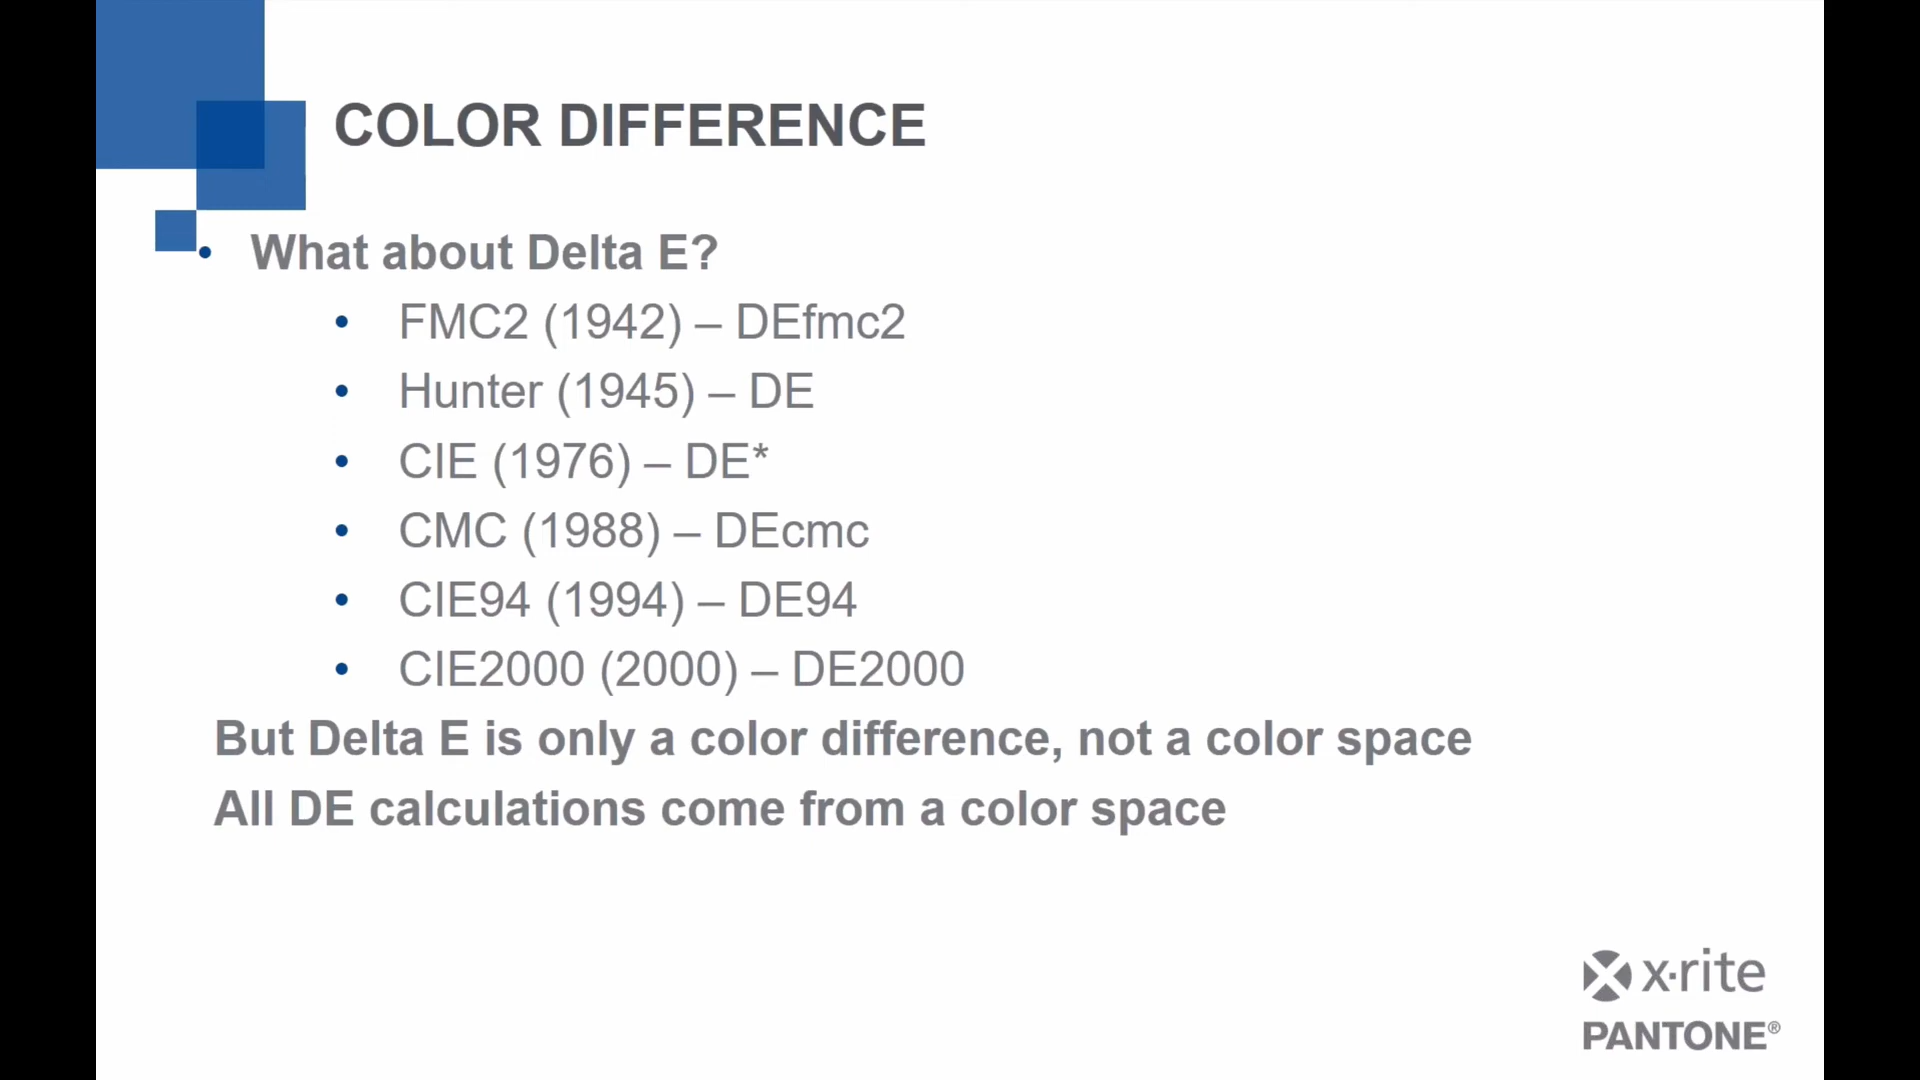 COLOR DIFFERENCE
• What about Delta E?
• FMC2 (1942) – DEfmc2
• Hunter (1945) – DE
• CIE (1976) – DE*
• CMC (1988) – DEcmc
• CIE94 (1994) – DE94
• CIE2000 (2000) – DE2000
But Delta E is only a color difference, not a color space
All DE calculations come from a color space
x·rite
PANTONE®